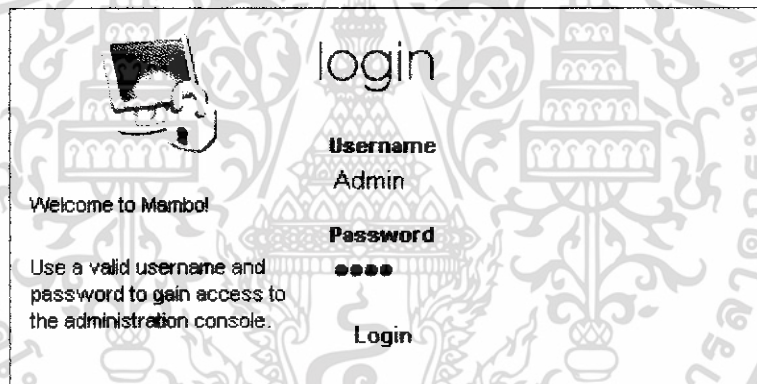 login
Username
Admin
Welcome to Mambo!
Password
●●●●
Use a valid username and
password to gain access to
the administration console.
Login